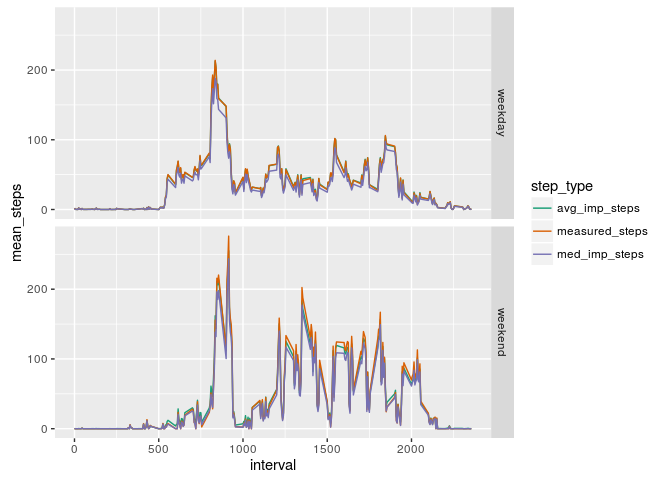 200
100
0
weekday
mean_steps
200
100
0
weekend
0
500
1000
1500
2000
interval
step_type
avg_imp_steps
measured_steps
med_imp_steps